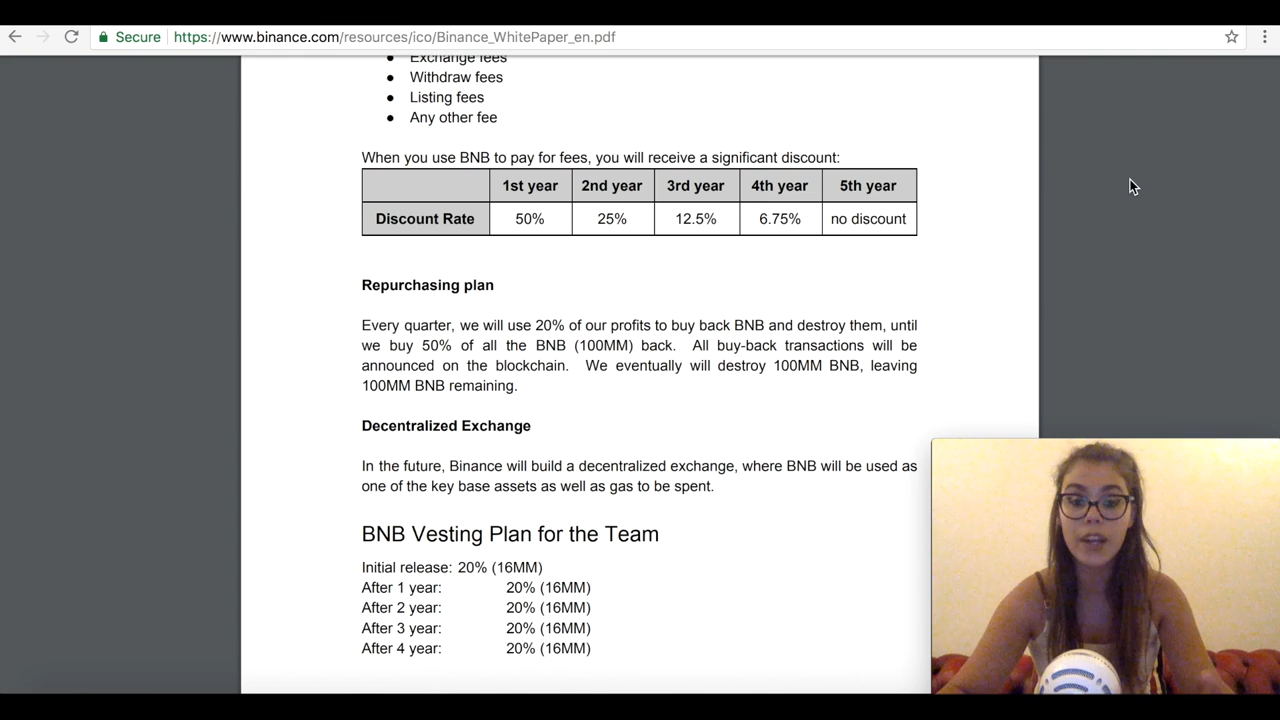 Secure https://www.binance.com/resources/ico/Binance_WhitePaper_en.pdf
● Exchange fees
● Withdraw fees
● Listing fees
● Any other fee
When you use BNB to pay for fees, you will receive a significant discount:
1st year 2nd year 3rd year 4th year 5th year
Discount Rate 50% 25% 12.5% 6.75% no discount
Repurchasing plan
Every quarter, we will use 20% of our profits to buy back BNB and destroy them, until
we buy 50% of all the BNB (100MM) back. All buy-back transactions will be
announced on the blockchain. We eventually will destroy 100MM BNB, leaving
100MM BNB remaining.
Decentralized Exchange
In the future, Binance will build a decentralized exchange, where BNB will be used as
one of the key base assets as well as gas to be spent.
BNB Vesting Plan for the Team
Initial release: 20% (16MM)
After 1 year: 20% (16MM)
After 2 year: 20% (16MM)
After 3 year: 20% (16MM)
After 4 year: 20% (16MM)